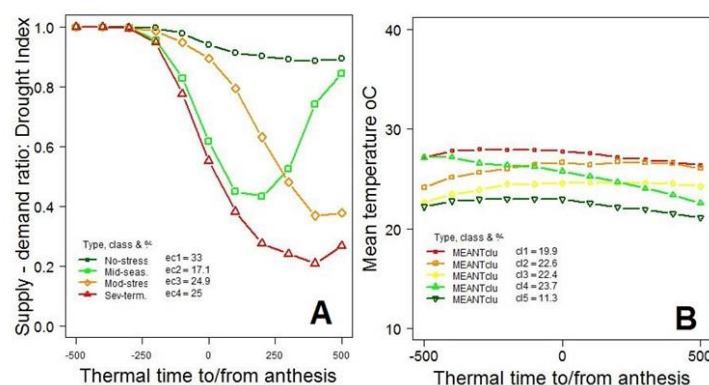 Supply - demand ratio: Drought Index
1.0
0.8
0.6
0.4
0.2
0.0
Type, class & %
No-stress ec1= 33
Mid-seas. ec2= 17.1
Mod-stres ec3= 24.9
Sev-term. ec4= 25
A
-500
-250
0
250
500
Thermal time to/from anthesis
Mean temperature oC
40
30
20
10
Type, class & %
MEANTclu cl1 = 19.9
MEANTclu cl2 = 22.6
MEANTclu cl3 = 22.4
MEANTclu cl4 = 23.7
MEANTclu cl5 = 11.3
B
-500
0
500
Thermal time to/from anthesis